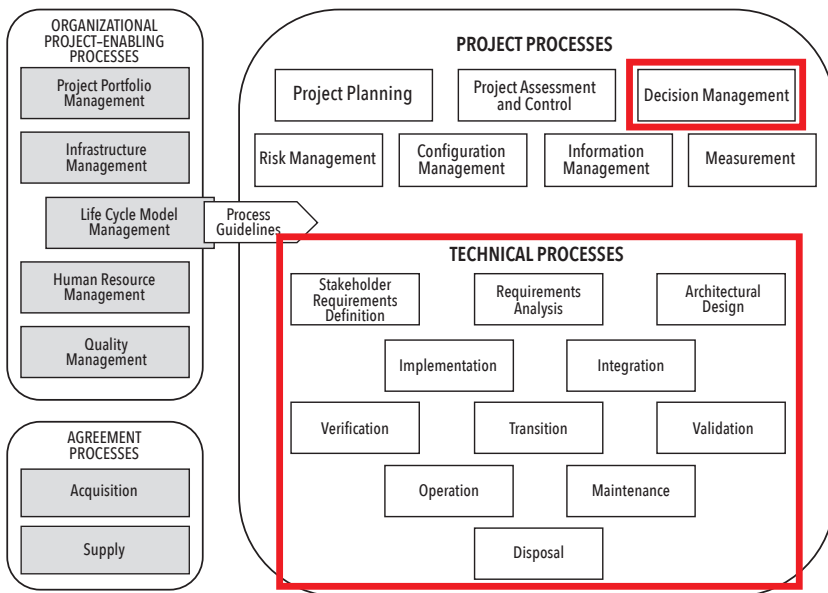 ORGANIZATIONAL
PROJECT–ENABLING
PROCESSES
Project Portfolio
Management
Infrastructure
Management
Life Cycle Model
Management
Human Resource
Management
Quality
Management
AGREEMENT
PROCESSES
Acquisition
Supply
Process
Guidelines
PROJECT PROCESSES
Project Planning
Project Assessment
and Control
Decision Management
Risk Management
Configuration
Management
Information
Management
Measurement
TECHNICAL PROCESSES
Stakeholder
Requirements
Definition
Requirements
Analysis
Architectural
Design
Implementation
Integration
Verification
Transition
Validation
Operation
Maintenance
Disposal